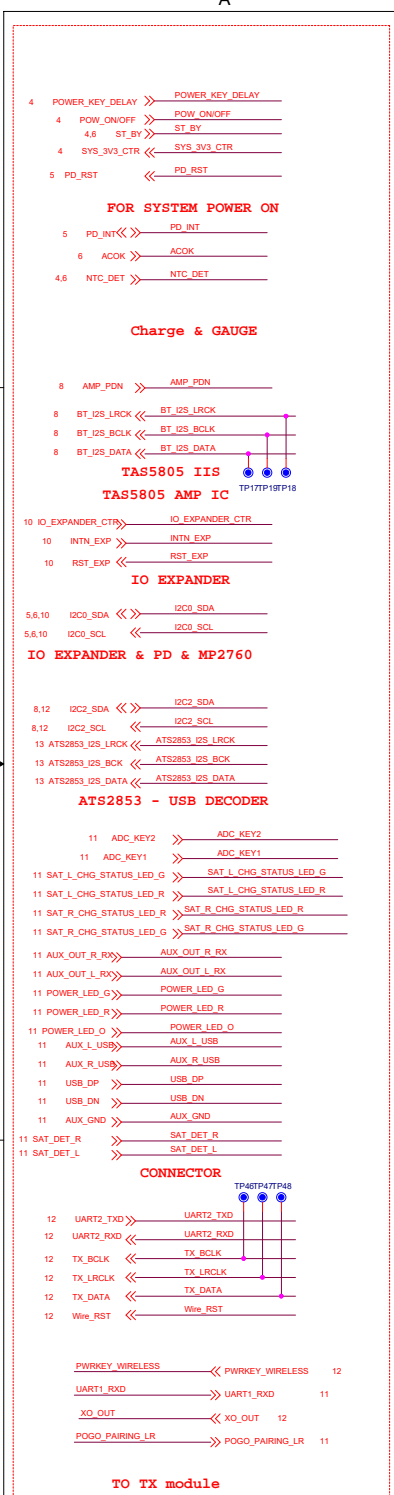 A
4 POWER_KEY_DELAY POWER_KEY_DELAY
4 POW_ON/OFF POW_ON/OFF
4,6 ST_BY ST_BY
4 SYS_3V3_CTR SYS_3V3_CTR
5 PD_RST PD_RST
FOR SYSTEM POWER ON
5 PD_INT PD_INT
6 ACOK ACOK
4,6 NTC_DET NTC_DET
Charge & GAUGE
8 AMP_PDN AMP_PDN
8 BT_I2S_LRCK BT_I2S_LRCK
8 BT_I2S_BCLK BT_I2S_BCLK
8 BT_I2S_DATA BT_I2S_DATA
TAS5805 IIS
TP17 TP19 TP18
TAS5805 AMP IC
10 IO_EXPANDER_CTR IO_EXPANDER_CTR
10 INTN_EXP INTN_EXP
10 RST_EXP RST_EXP
IO EXPANDER
5,6,10 I2C0_SDA I2C0_SDA
5,6,10 I2C0_SCL I2C0_SCL
IO EXPANDER & PD & MP2760
8,12 I2C2_SDA I2C2_SDA
8,12 I2C2_SCL I2C2_SCL
13 ATS2853_I2S_LRCK ATS2853_I2S_LRCK
13 ATS2853_I2S_BCK ATS2853_I2S_BCK
13 ATS2853_I2S_DATA ATS2853_I2S_DATA
ATS2853 - USB DECODER
11 ADC_KEY2 ADC_KEY2
11 ADC_KEY1 ADC_KEY1
11 SAT_L_CHG_STATUS_LED_G SAT_L_CHG_STATUS_LED_G
11 SAT_L_CHG_STATUS_LED_R SAT_L_CHG_STATUS_LED_R
11 SAT_R_CHG_STATUS_LED_R SAT_R_CHG_STATUS_LED_R
11 SAT_R_CHG_STATUS_LED_G SAT_R_CHG_STATUS_LED_G
11 AUX_OUT_R_RX AUX_OUT_R_RX
11 AUX_OUT_L_RX AUX_OUT_L_RX
11 POWER_LED_G POWER_LED_G
11 POWER_LED_R POWER_LED_R
11 POWER_LED_O POWER_LED_O
11 AUX_L_USB AUX_L_USB
11 AUX_R_USB AUX_R_USB
11 USB_DP USB_DP
11 USB_DN USB_DN
11 AUX_GND AUX_GND
11 SAT_DET_R SAT_DET_R
11 SAT_DET_L SAT_DET_L
CONNECTOR
TP46 TP47 TP48
12 UART2_TXD UART2_TXD
12 UART2_RXD UART2_RXD
12 TX_BCLK TX_BCLK
12 TX_LRCLK TX_LRCLK
12 TX_DATA TX_DATA
12 Wire_RST Wire_RST
PWRKEY_WIRELESS PWRKEY_WIRELESS 12
UART1_RXD UART1_RXD 11
XO_OUT XO_OUT 12
POGO_PAIRING_LR POGO_PAIRING_LR 11
TO TX module